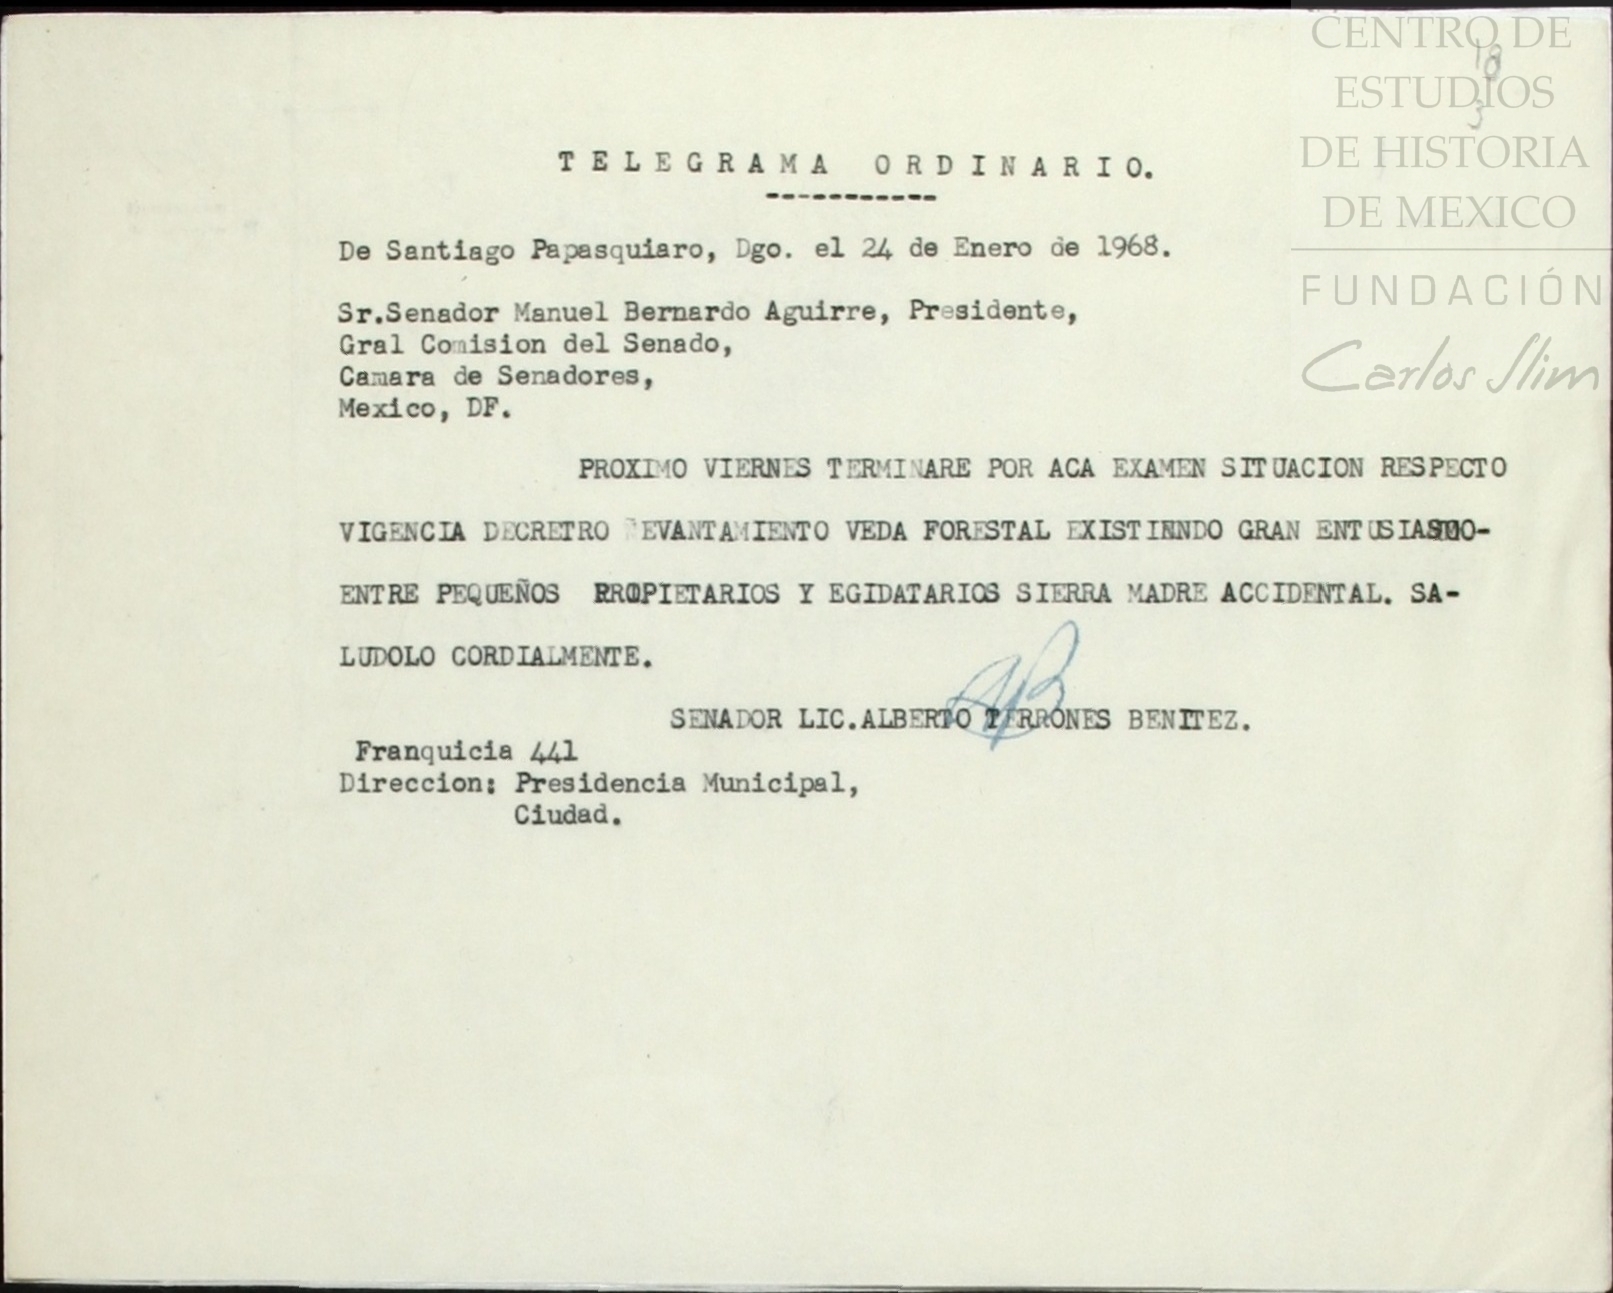 CENTRO DE
ESTUDIOS
DE HISTORIA
DE MEXICO
FUNDACIÓN
Carlos Slim
18
3
TELEGRAMA ORDINARIO.
-----------
De Santiago Papasquiaro, Dgo. el 24 de Enero de 1968.
Sr.Senador Manuel Bernardo Aguirre, Presidente,
Gral Comision del Senado,
Camara de Senadores,
Mexico, DF.
PROXIMO VIERNES TERMINARE POR ACA EXAMEN SITUACION RESPECTO
VIGENCIA DECRETRO LEVANTAMIENTO VEDA FORESTAL EXISTIENDO GRAN ENTUSIASMO-
ENTRE PEQUEÑOS PROPIETARIOS Y EGIDATARIOS SIERRA MADRE ACCIDENTAL. SA-
LUDOLO CORDIALMENTE.
SENADOR LIC.ALBERTO TERRONES BENITEZ.
Franquicia 441
Direccion: Presidencia Municipal,
Ciudad.